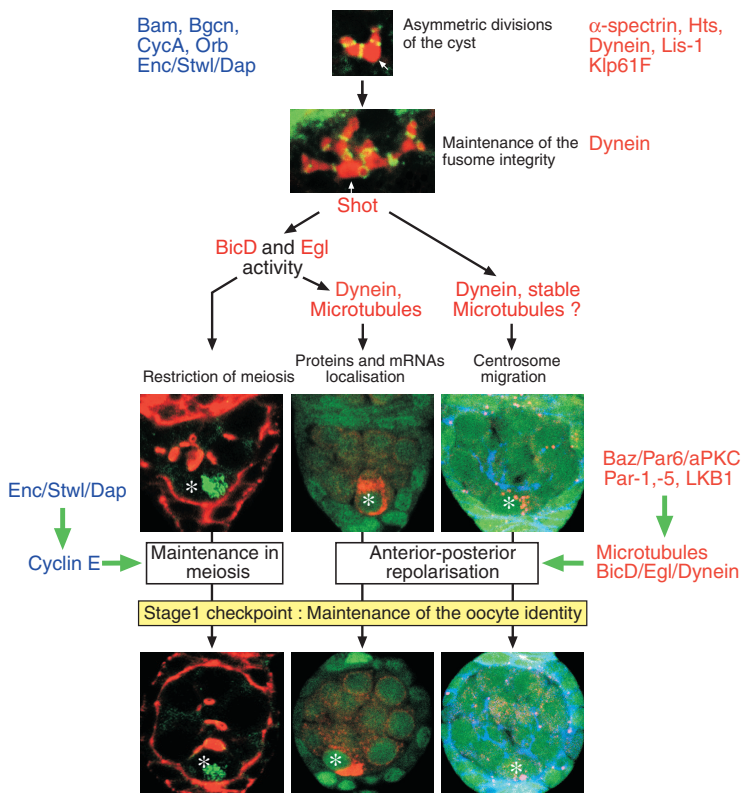 Bam, Bgcn,
CycA, Orb
Enc/Stwl/Dap
Asymmetric divisions
of the cyst
α-spectrin, Hts,
Dynein, Lis-1
Klp61F
Maintenance of the
fusome integrity
Dynein
Shot
BicD and Egl
activity
Dynein,
Microtubules
Dynein, stable
Microtubules ?
Restriction of meiosis
Proteins and mRNAs
localisation
Centrosome
migration
*
*
*
Enc/Stwl/Dap
Cyclin E
Baz/Par6/aPKC
Par-1,-5, LKB1
Microtubules
BicD/Egl/Dynein
Maintenance in
meiosis
Anterior-posterior
repolarisation
Stage1 checkpoint : Maintenance of the oocyte identity
*
*
*